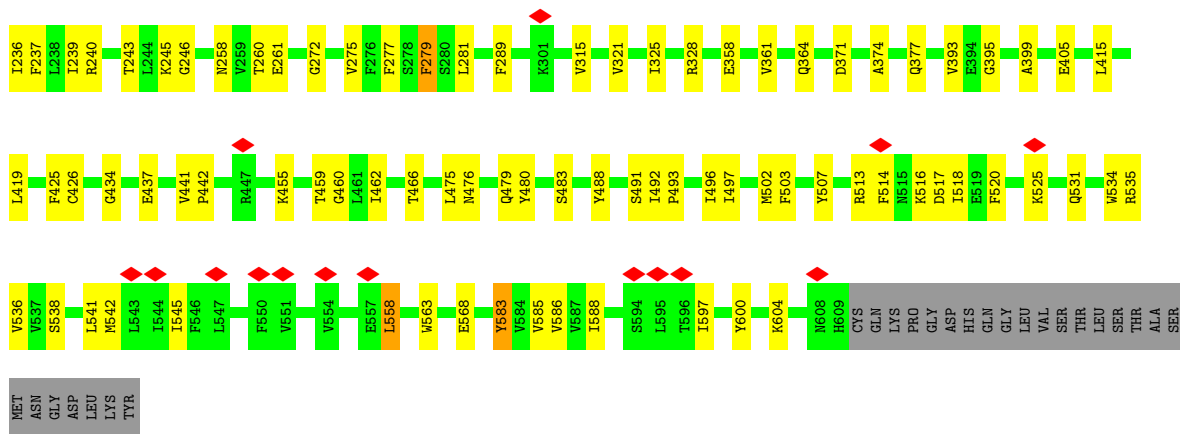 I236 F237 L238 I239 R240 T243 L244 K245 G246 N258 V259 T260 E261 G272 V275 F276 F277 S278 F279 S280 L281 F289 K301 V315 V321 I325 R328 E358 V361 Q364 D371 A374 Q377 V393 E394 G395 A399 E405 L415
L419 F425 C426 G434 E437 V441 P442 R447 K455 T459 G460 L461 I462 T466 L475 N476 Q479 Y480 S483 Y488 S491 I492 P493 I496 I497 M502 F503 Y507 R513 F514 N515 K516 D517 I518 E519 F520 K525 Q531 W534 R535
V536 V537 S538 L541 M542 L543 I544 I545 F546 L547 F550 V551 V554 E557 L558 W563 E568 Y583 V584 V585 V586 V587 I588 S594 L595 T596 I597 Y600 K604 N608 H609 CYS GLN LYS PRO GLY ASP HIS GLN GLY LEU VAL SER THR LEU SER THR ALA SER
MET ASN GLY ASP LEU LYS TYR